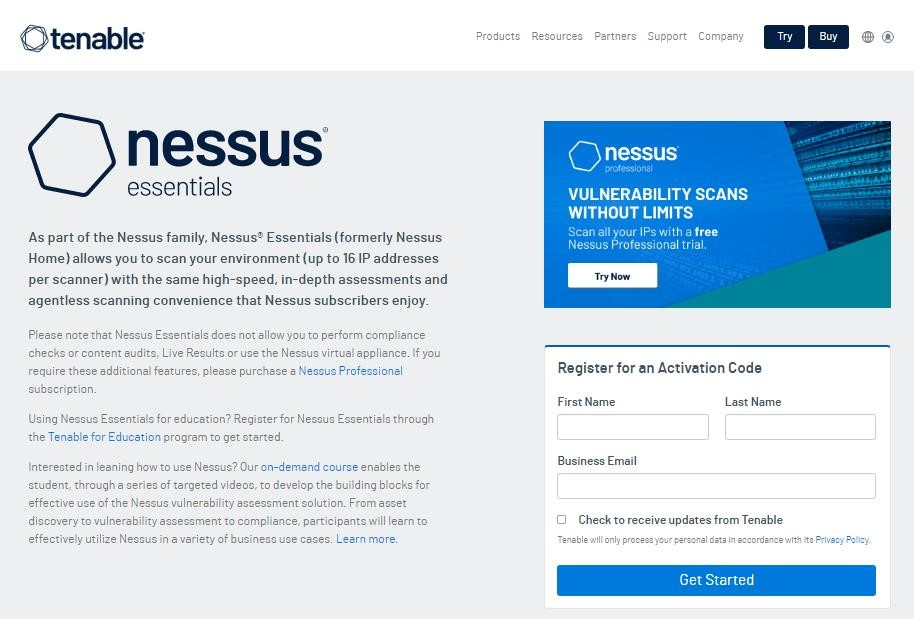 tenable®
Products Resources Partners Support Company Try Buy
nessus®
essentials
As part of the Nessus family, Nessus® Essentials (formerly Nessus
Home) allows you to scan your environment (up to 16 IP addresses
per scanner) with the same high-speed, in-depth assessments and
agentless scanning convenience that Nessus subscribers enjoy.
Please note that Nessus Essentials does not allow you to perform compliance
checks or content audits, Live Results or use the Nessus virtual appliance. If you
require these additional features, please purchase a Nessus Professional
subscription.
Using Nessus Essentials for education? Register for Nessus Essentials through
the Tenable for Education program to get started.
Interested in leaning how to use Nessus? Our on-demand course enables the
student, through a series of targeted videos, to develop the building blocks for
effective use of the Nessus vulnerability assessment solution. From asset
discovery to vulnerability assessment to compliance, participants will learn to
effectively utilize Nessus in a variety of business use cases. Learn more.
nessus®
professional
VULNERABILITY SCANS
WITHOUT LIMITS
Scan all your IPs with a free
Nessus Professional trial.
Try Now
Register for an Activation Code
First Name Last Name
Business Email
Check to receive updates from Tenable
Tenable will only process your personal data in accordance with its Privacy Policy.
Get Started